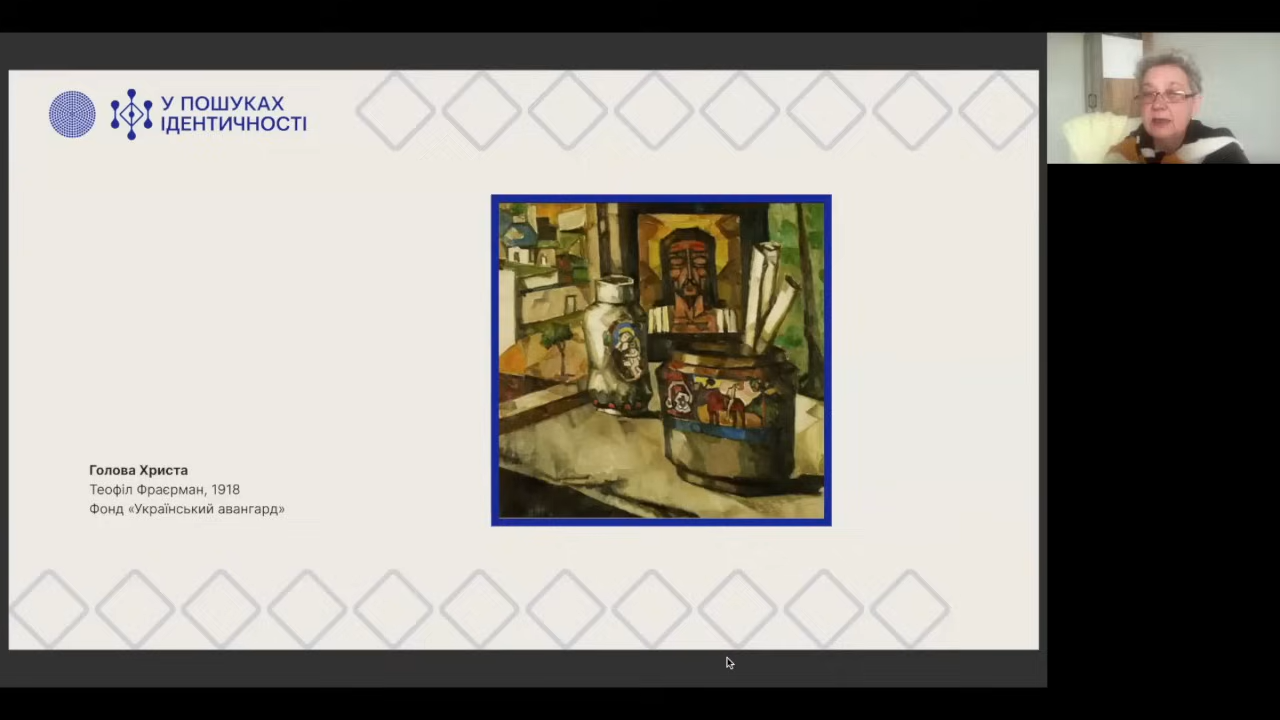 У ПОШУКАХ
ІДЕНТИЧНОСТІ
Голова Христа
Теофіл Фраєрман, 1918
Фонд «Український авангард»